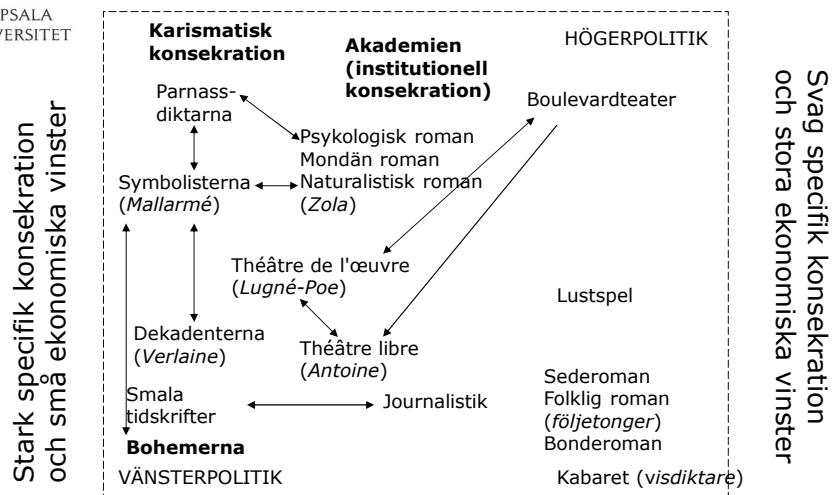 PSALA
VERSITET
Stark specifik konsekration
och små ekonomiska vinster
Karismatisk
konsekration
Akademien
(institutionell
konsekration)
HÖGERPOLITIK
Parnass-
diktarna
Boulevardteater
Psykologisk roman
Mondän roman
Naturalistisk roman
(Zola)
Symbolisterna
(Mallarmé)
Théâtre de l'œuvre
(Lugné-Poe)
Lustspel
Dekadenterna
(Verlaine)
Théâtre libre
(Antoine)
Smala
tidskrifter
Journalistik
Sederoman
Folklig roman
(följetonger)
Bonderoman
Bohemerna
VÄNSTERPOLITIK
Kabaret (visdiktare)
Svag specifik konsekration
och stora ekonomiska vinster